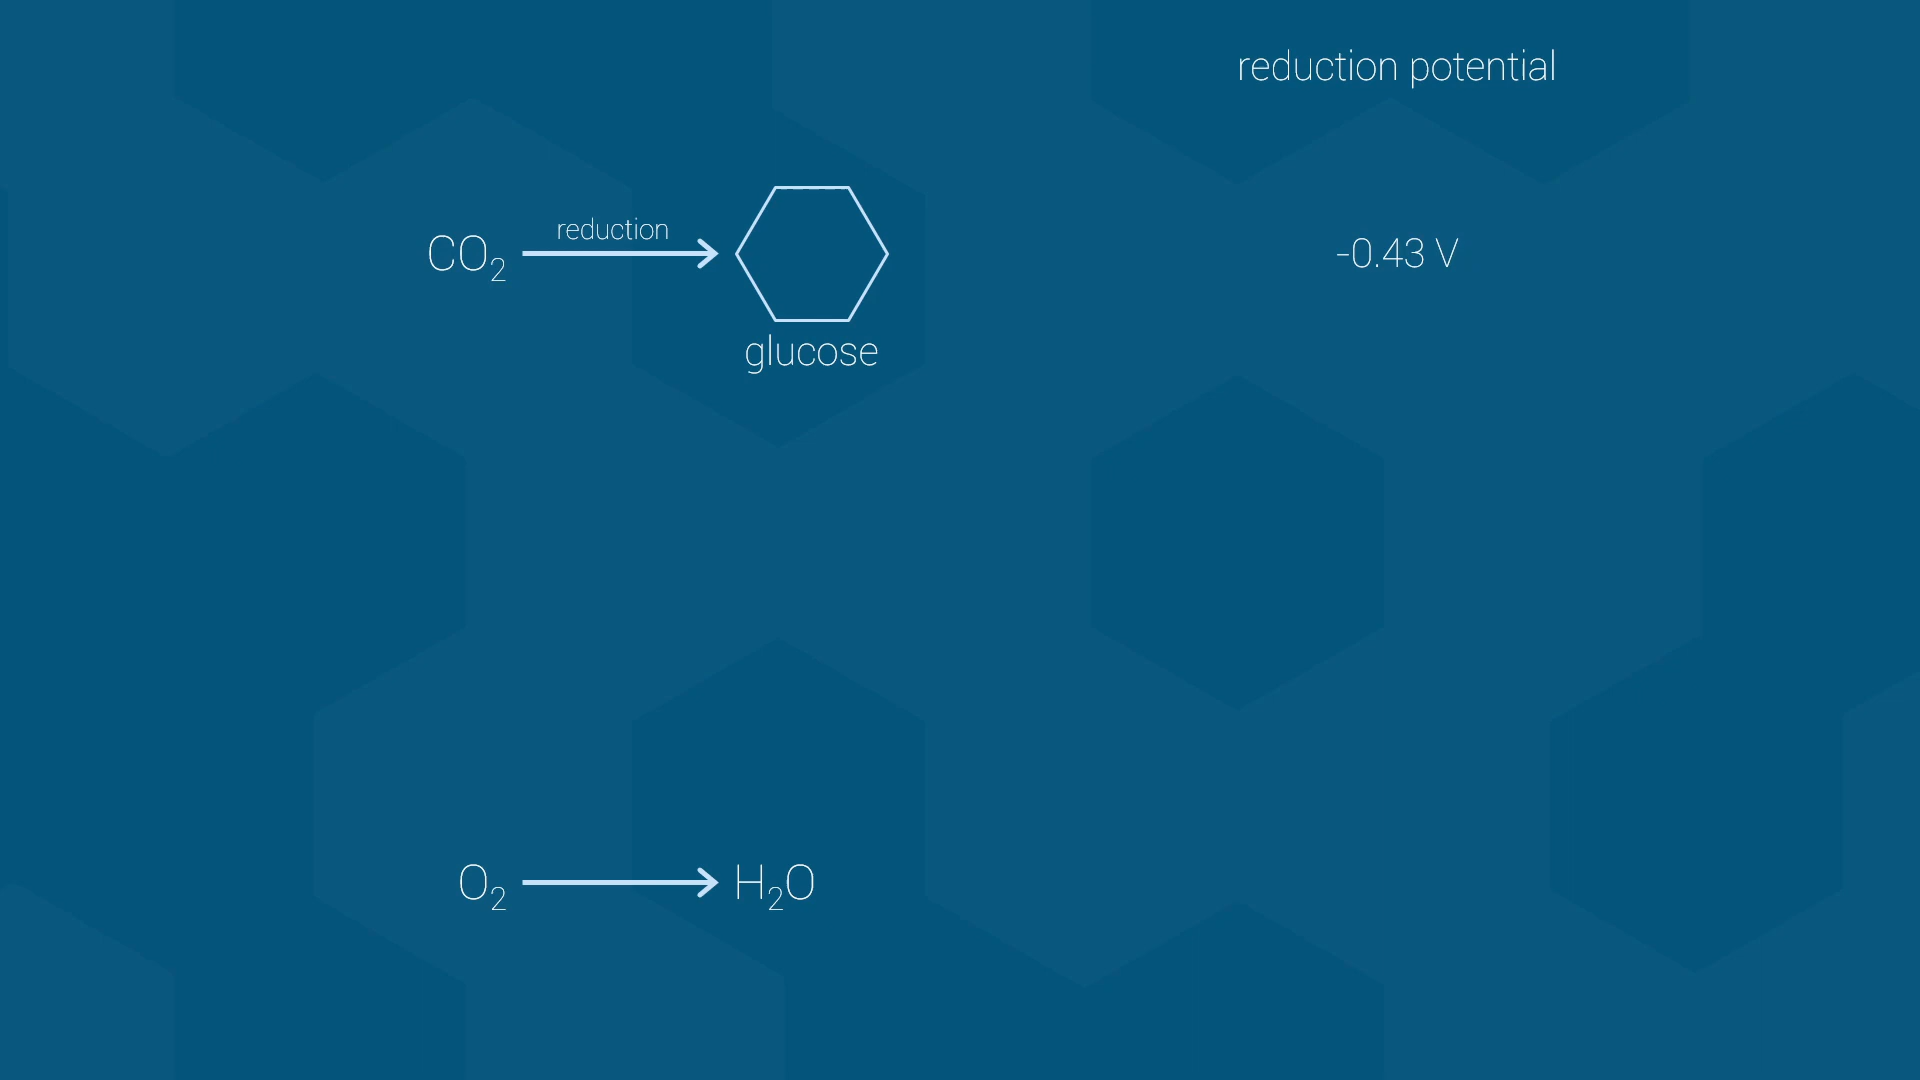 reduction potential
reduction
CO₂
-0.43 V
glucose
O₂
H₂O